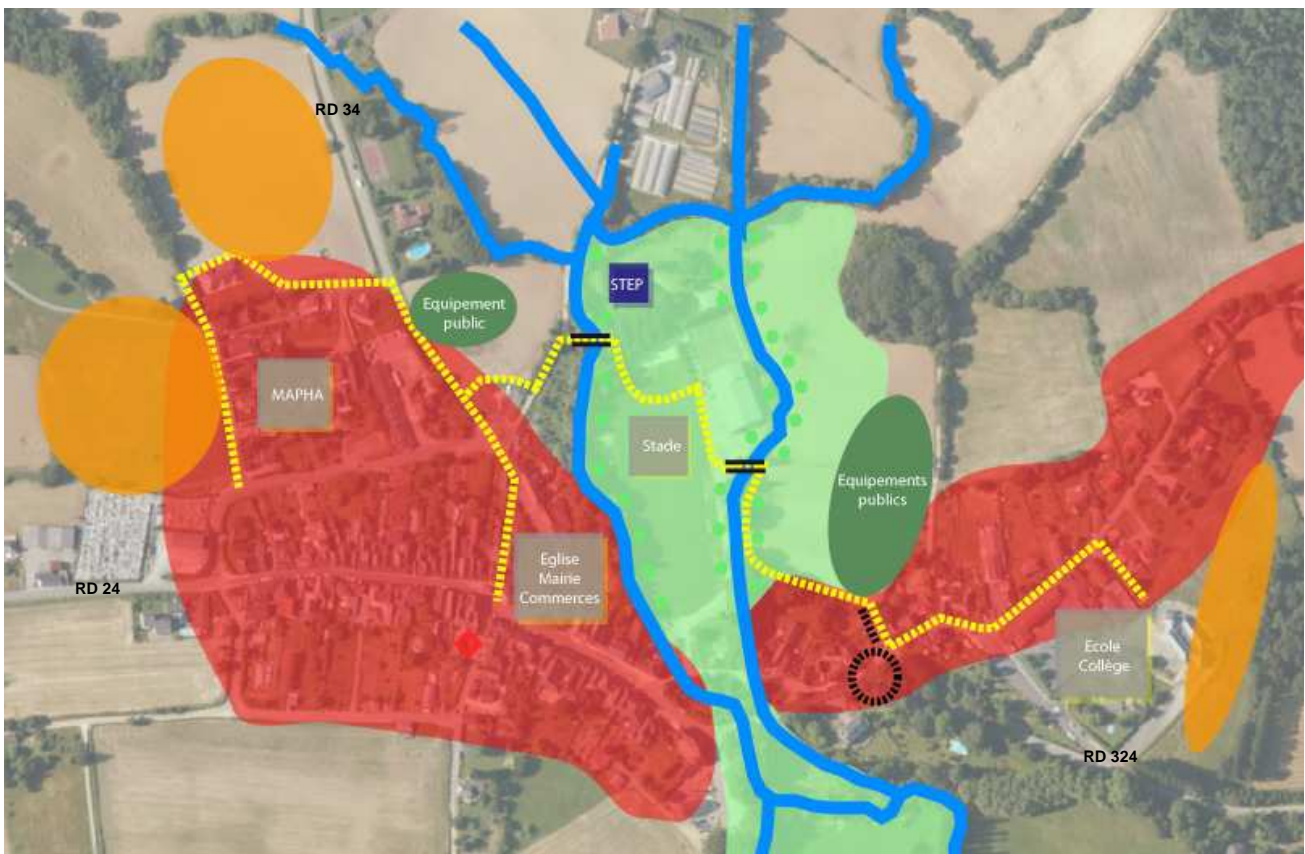 RD 34
STEP
Equipement
public
MAPHA
Stade
Equipements
publics
RD 24
Eglise
Mairie
Commerces
Ecole
Collège
RD 324